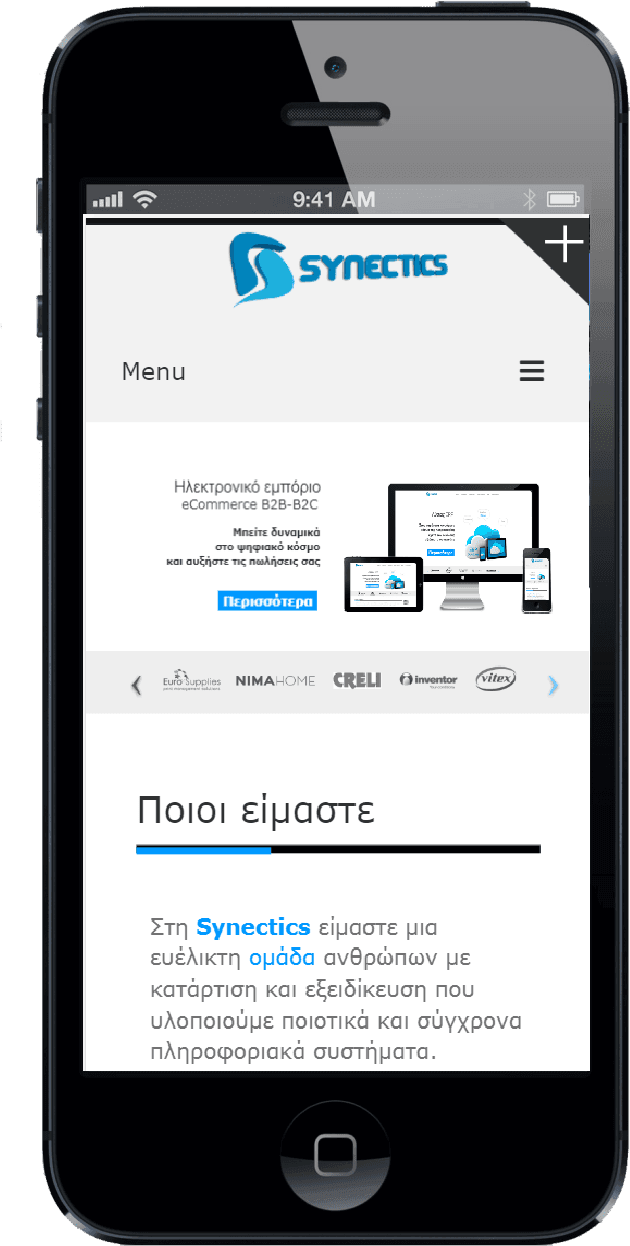 9:41 AM
SYNECTICS
Menu
Ηλεκτρονικό εμπόριο
eCommerce B2B-B2C
Μπείτε δυναμικά
στο ψηφιακό κόσμο
και αυξήστε τις πωλήσεις σας
Περισσότερα
Euro Supplies
NIMAHOME
CRELI
inventor
vitex
Ποιοι είμαστε
Στη Synectics είμαστε μια
ευέλικτη ομάδα ανθρώπων με
κατάρτιση και εξειδίκευση που
υλοποιούμε ποιοτικά και σύγχρονα
πληροφοριακά συστήματα.